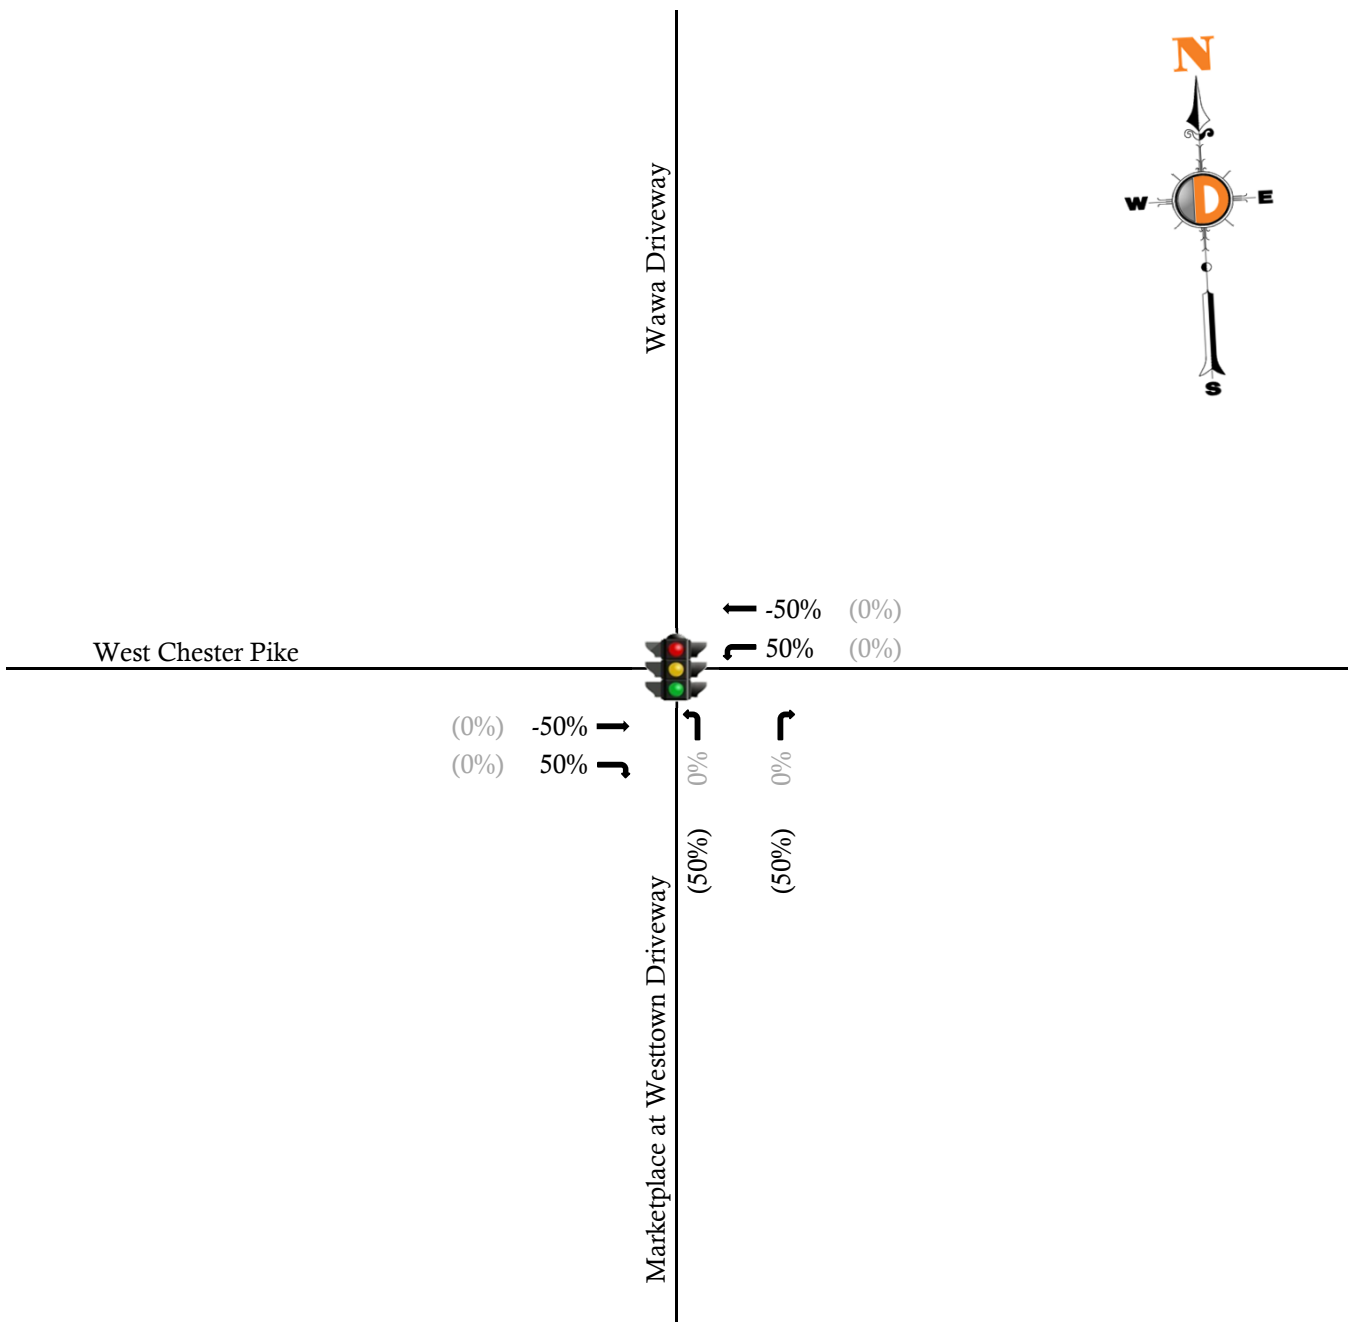 N
W
D
E
S
Wawa Driveway
-50% (0%)
West Chester Pike
50% (0%)
(0%) -50%
(0%) 50%
0%
0%
(50%)
(50%)
Marketplace at Westtown Driveway